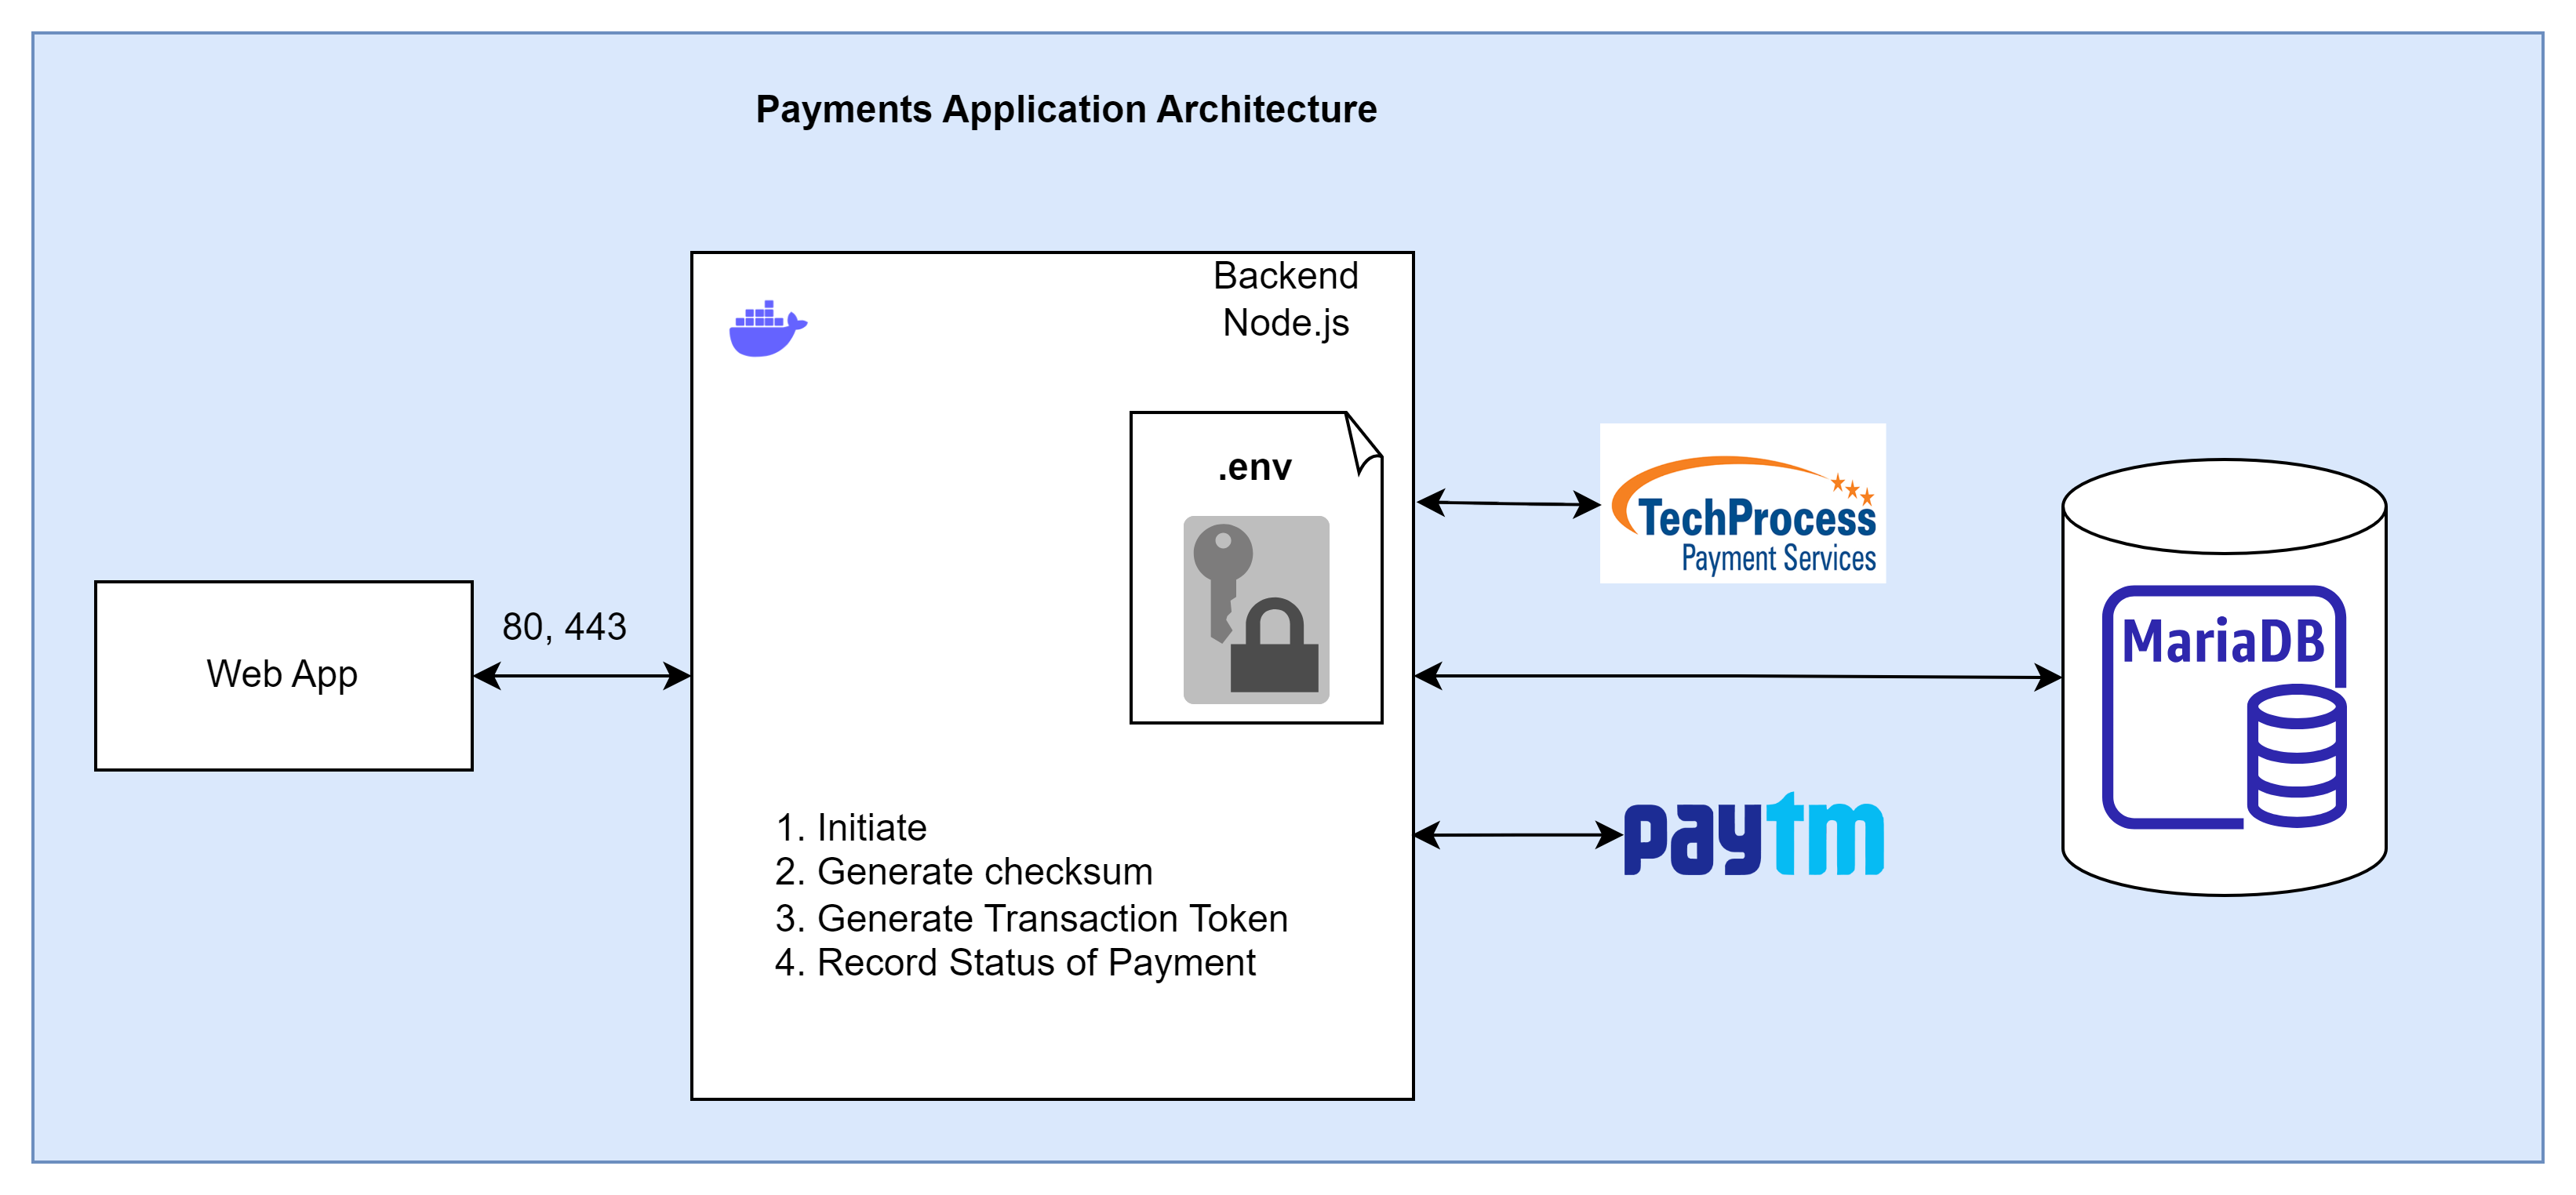 Payments Application Architecture
Backend
Node.js
.env
TechProcess
Payment Services
80, 443
Web App
MariaDB
paytm
1. Initiate
2. Generate checksum
3. Generate Transaction Token
4. Record Status of Payment